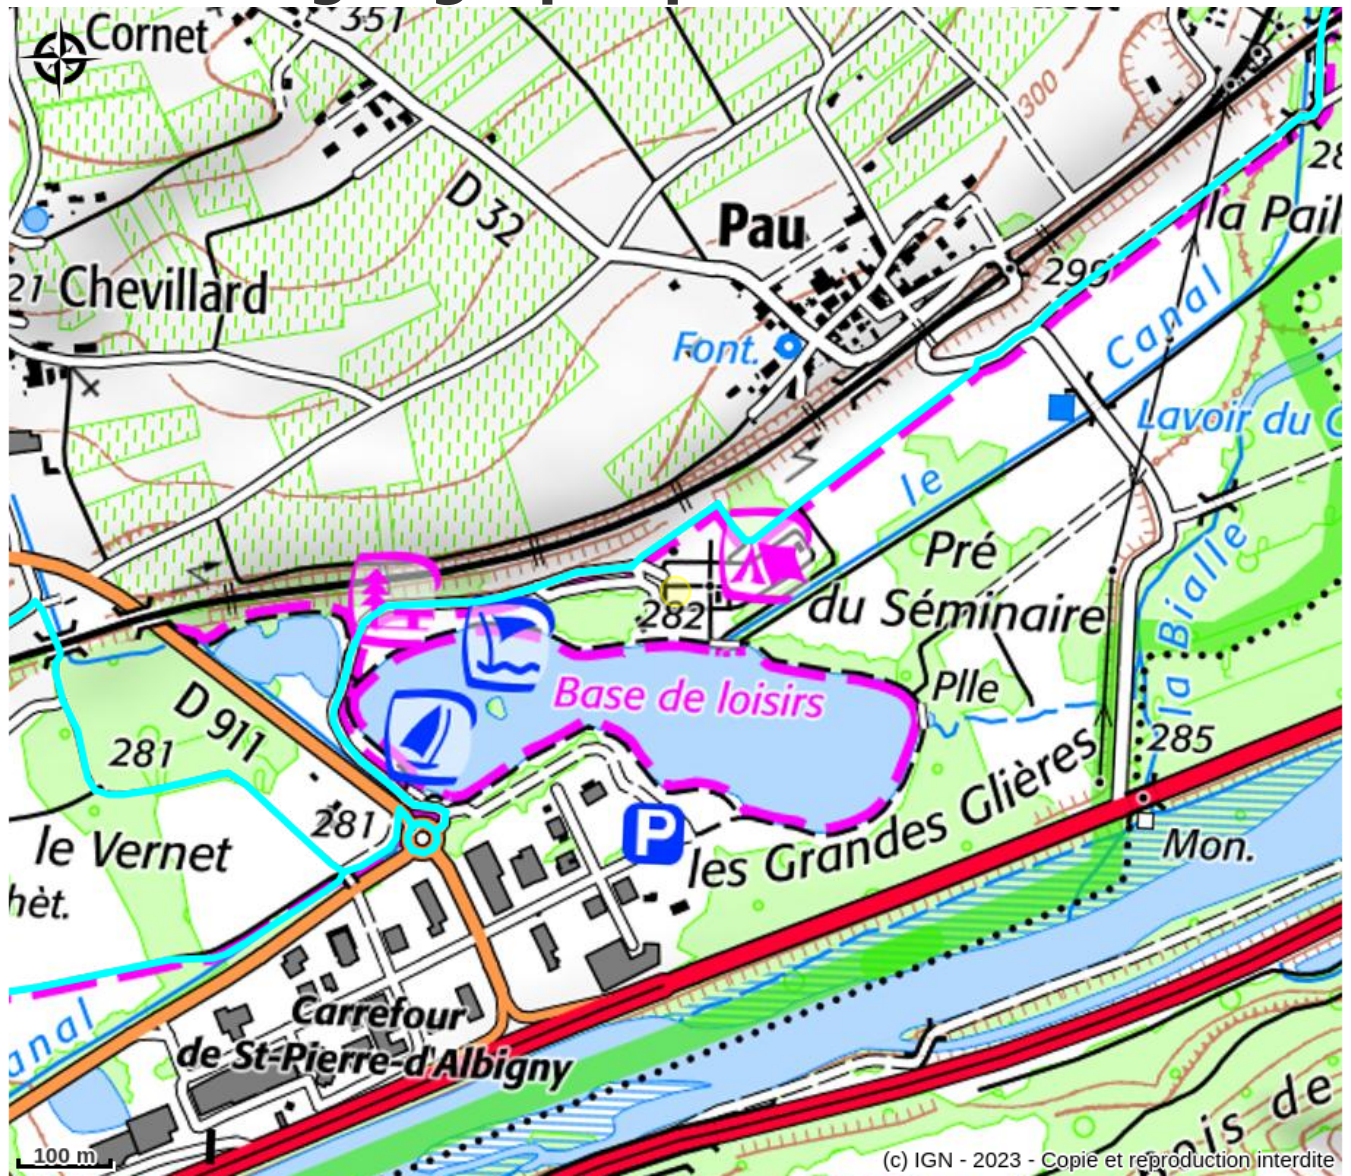 Cornet
351
300
28
D 32
Pau
la Pail
21 Chevillard
299
Canal
Font.
Lavoir du C
le
Pré
du Séminaire
282
la Bialle
Plle
Base de loisirs
D 911
281
285
281
P
les Grandes Glières
le Vernet
Mon.
hèt.
Carrefour
de St-Pierre-d'Albigny
anal
ois de
100 m
(c) IGN - 2023 - Copie et reproduction interdite